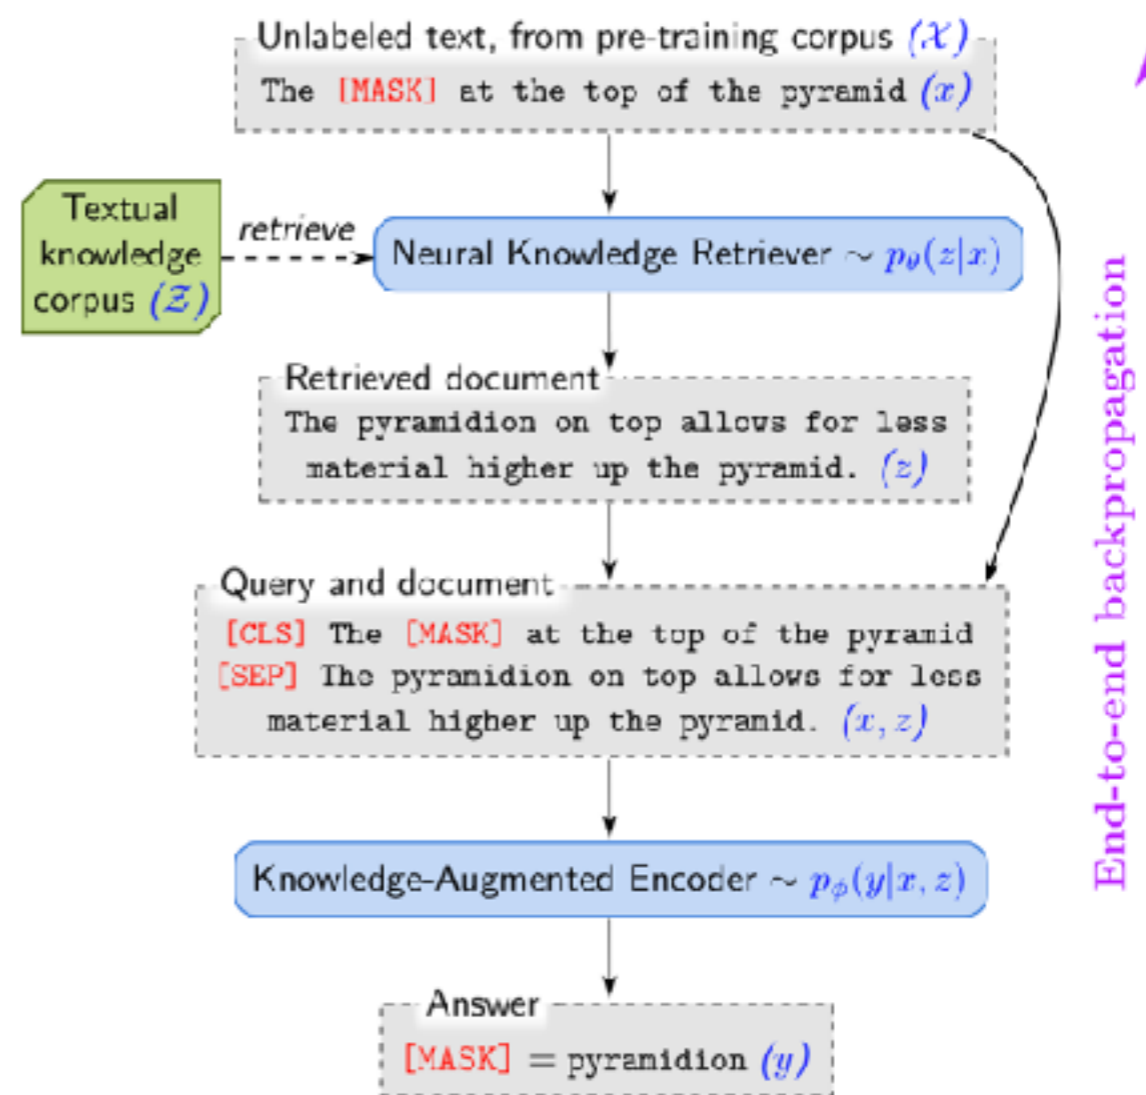 Unlabeled text, from pre-training corpus (𝒳)
The [MASK] at the top of the pyramid (x)
Textual
knowledge
corpus (𝒵)
retrieve
Neural Knowledge Retriever ∼ pθ(z|x)
Retrieved document
The pyramidion on top allows for less
material higher up the pyramid. (z)
Query and document
[CLS] The [MASK] at the top of the pyramid
[SEP] The pyramidion on top allows for less
material higher up the pyramid. (x, z)
Knowledge-Augmented Encoder ∼ pϕ(y|x, z)
Answer
[MASK] = pyramidion (y)
End-to-end backpropagation